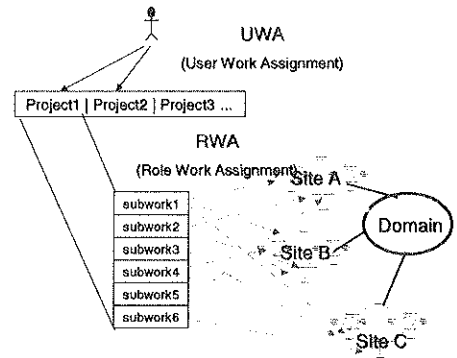 UWA
(User Work Assignment)
Project1 | Project2 | Project3 ...
RWA
(Role Work Assignment)
Site A
subwork1
subwork2
subwork3
subwork4
subwork5
subwork6
Domain
Site B
Site C